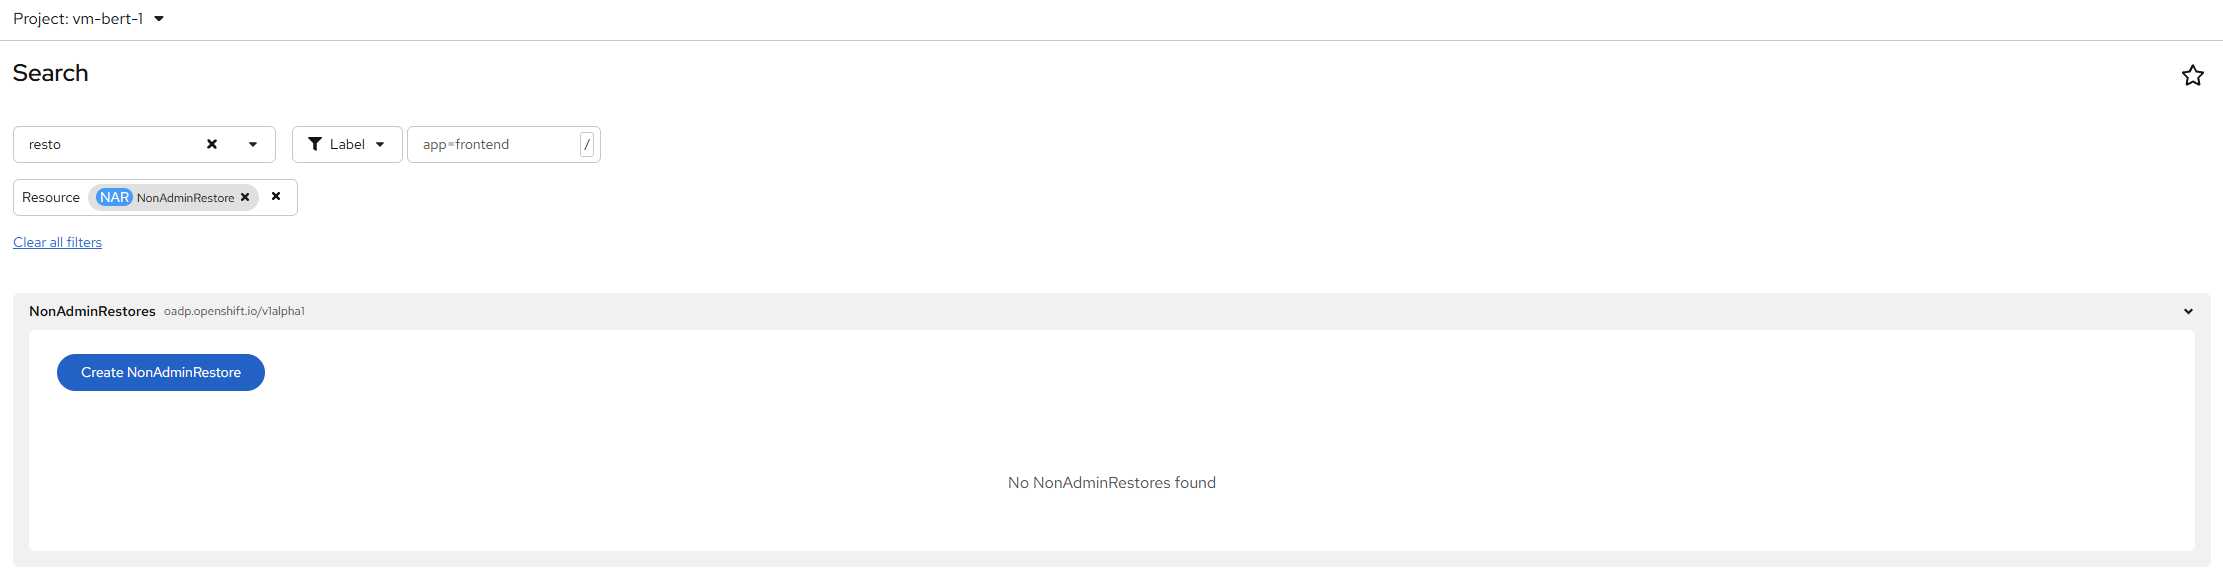 Project: vm-bert-1
Search
resto
Label
app=frontend
/
Resource NAR NonAdminRestore
Clear all filters
NonAdminRestores oadp.openshift.io/v1alpha1
Create NonAdminRestore
No NonAdminRestores found